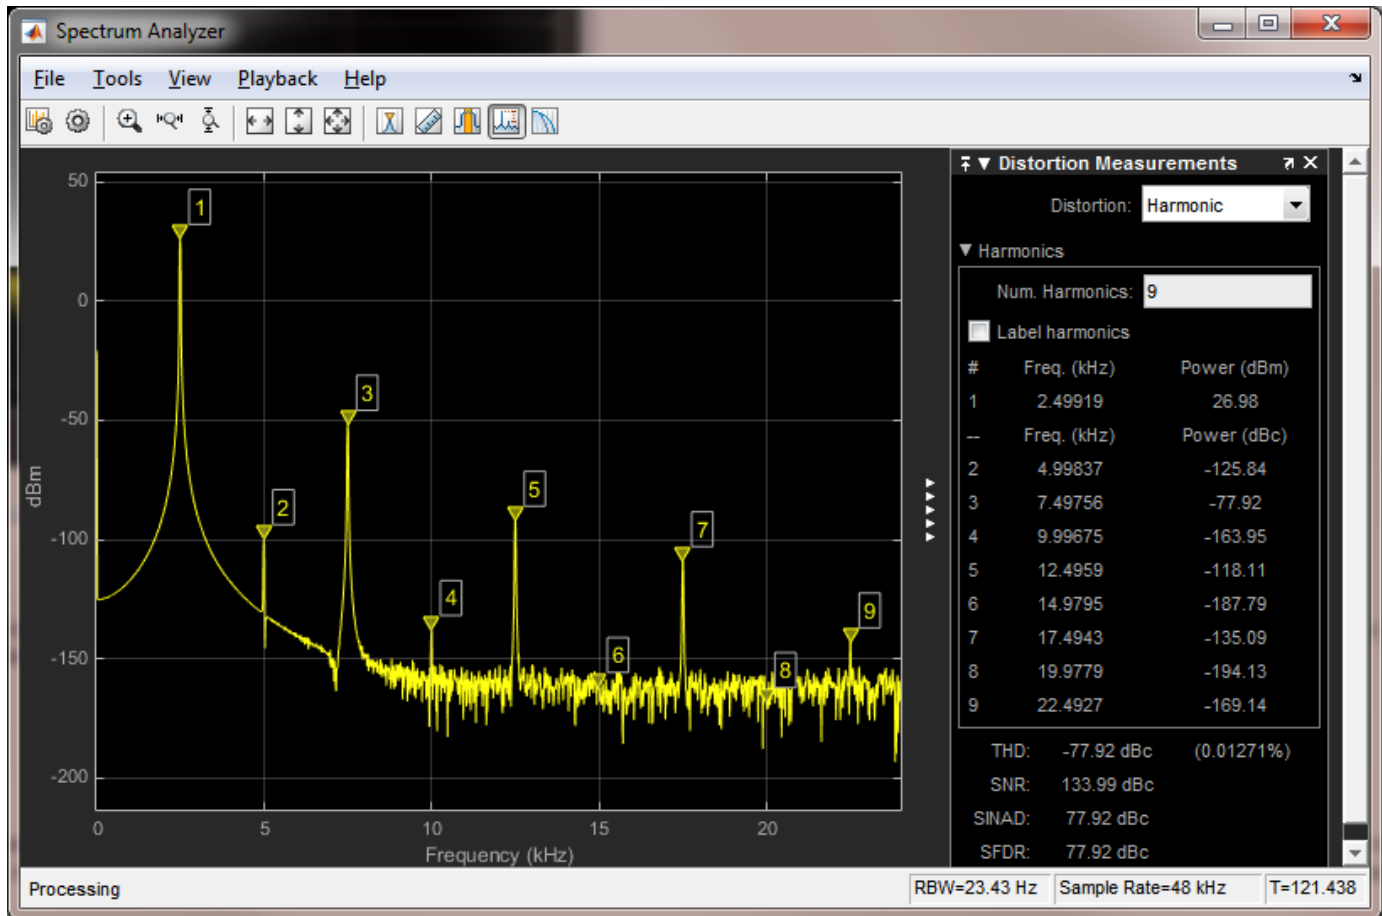 Spectrum Analyzer
File Tools View Playback Help
50
0
-50
-100
-150
-200
dBm
0 5 10 15 20
Frequency (kHz)
1
2
3
4
5
6
7
8
9
Distortion Measurements
Distortion: Harmonic
Harmonics
Num. Harmonics: 9
Label harmonics
# Freq. (kHz) Power (dBm)
1 2.49919 26.98
-- Freq. (kHz) Power (dBc)
2 4.99837 -125.84
3 7.49756 -77.92
4 9.99675 -163.95
5 12.4959 -118.11
6 14.9795 -187.79
7 17.4943 -135.09
8 19.9779 -194.13
9 22.4927 -169.14
THD: -77.92 dBc (0.01271%)
SNR: 133.99 dBc
SINAD: 77.92 dBc
SFDR: 77.92 dBc
Processing
RBW=23.43 Hz Sample Rate=48 kHz T=121.438